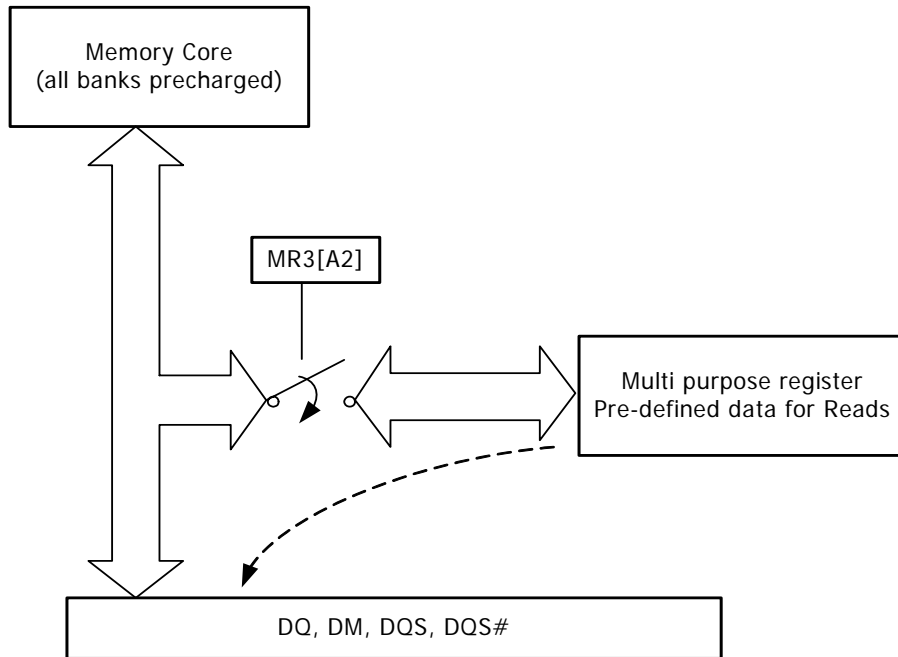 Memory Core
(all banks precharged)
MR3[A2]
Multi purpose register
Pre-defined data for Reads
DQ, DM, DQS, DQS#